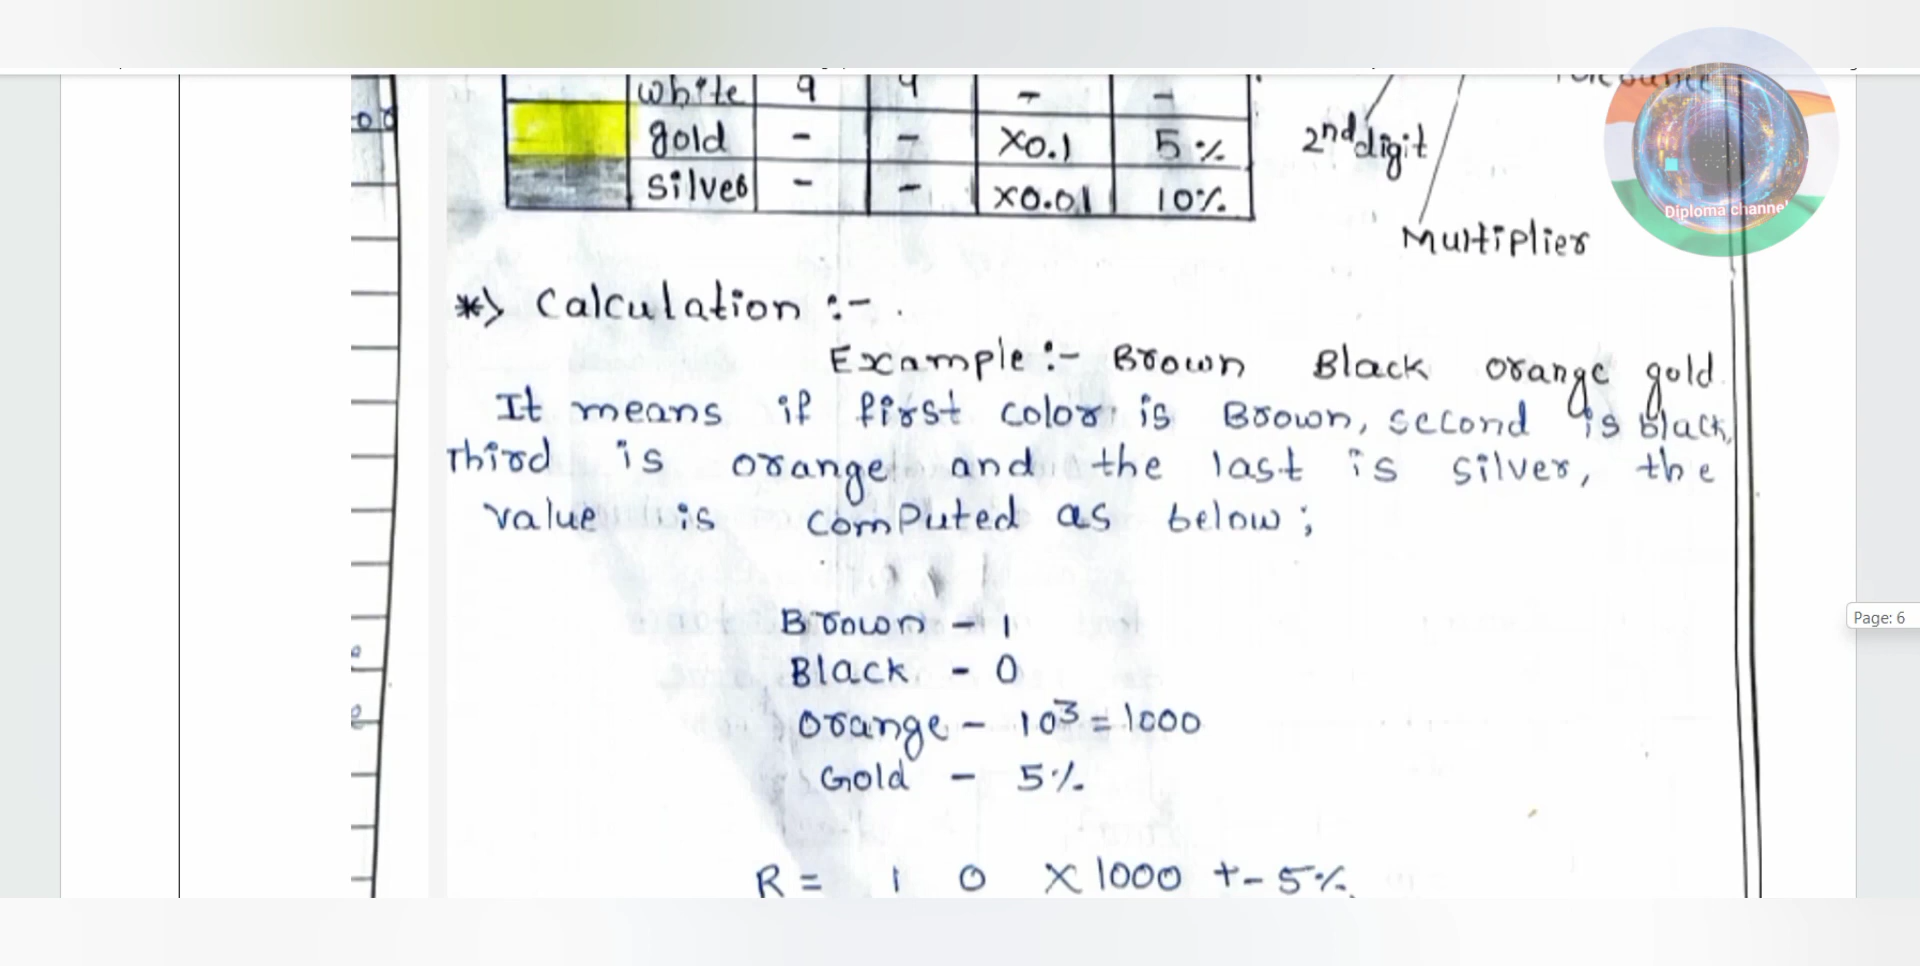 white 9 9 - -
gold - - X0.1 5%
silver - - X0.01 10%
2nd digit
Multiplier
Diploma channel
*) Calculation :-
Example :- Brown Black orange gold
It means if first color is Brown, second is black,
Third is orange and the last is silver, the
value is computed as below ;
Brown - 1
Black - 0
Orange - 10³ = 1000
Gold - 5%
R = 1 0 X 1000 +- 5%
Page: 6